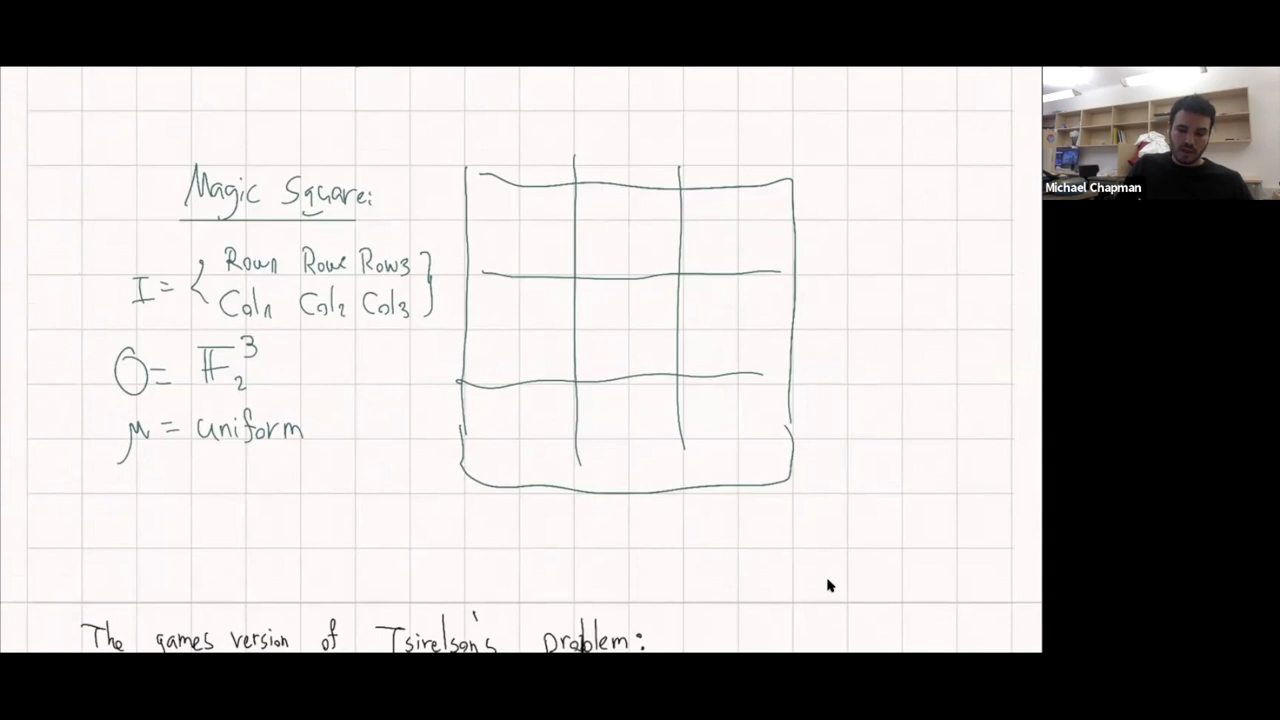 Magic Square:
I = { Row1 Row2 Row3
Col1 Col2 Col3 }
O = F₂³
μ = uniform
The games version of Tsirelson's problem:
Michael Chapman